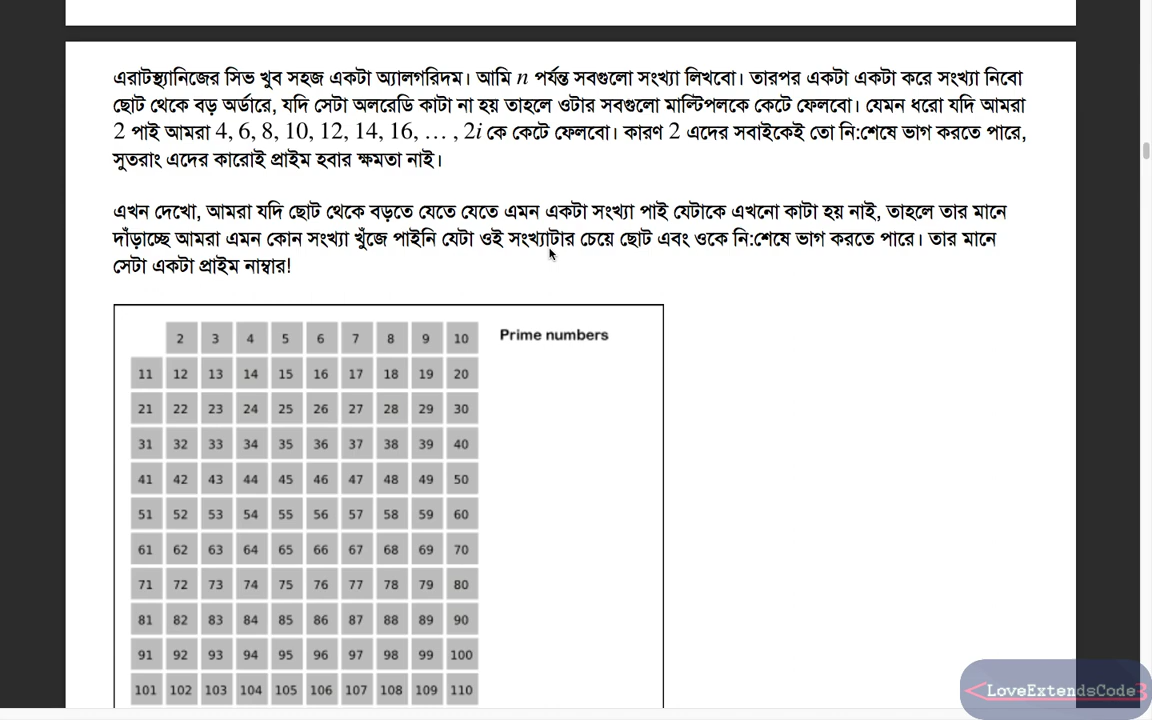 এরাটস্থ্যানিজের সিভ খুব সহজ একটা অ্যালগরিদম। আমি n পর্যন্ত সবগুলো সংখ্যা লিখবো। তারপর একটা একটা করে সংখ্যা নিবো
ছোট থেকে বড় অর্ডারে, যদি সেটা অলরেডি কাটা না হয় তাহলে ওটার সবগুলো মাল্টিপলকে কেটে ফেলবো। যেমন ধরো যদি আমরা
2 পাই আমরা 4, 6, 8, 10, 12, 14, 16, … , 2i কে কেটে ফেলবো। কারণ 2 এদের সবাইকেই তো নি:শেষে ভাগ করতে পারে,
সুতরাং এদের কারোই প্রাইম হবার ক্ষমতা নাই।
এখন দেখো, আমরা যদি ছোট থেকে বড়তে যেতে যেতে এমন একটা সংখ্যা পাই যেটাকে এখনো কাটা হয় নাই, তাহলে তার মানে
দাঁড়াচ্ছে আমরা এমন কোন সংখ্যা খুঁজে পাইনি যেটা ওই সংখ্যাটার চেয়ে ছোট এবং ওকে নি:শেষে ভাগ করতে পারে। তার মানে
সেটা একটা প্রাইম নাম্বার!
2 3 4 5 6 7 8 9 10 Prime numbers
11 12 13 14 15 16 17 18 19 20
21 22 23 24 25 26 27 28 29 30
31 32 33 34 35 36 37 38 39 40
41 42 43 44 45 46 47 48 49 50
51 52 53 54 55 56 57 58 59 60
61 62 63 64 65 66 67 68 69 70
71 72 73 74 75 76 77 78 79 80
81 82 83 84 85 86 87 88 89 90
91 92 93 94 95 96 97 98 99 100
101 102 103 104 105 106 107 108 109 110
<LoveExtendsCode3